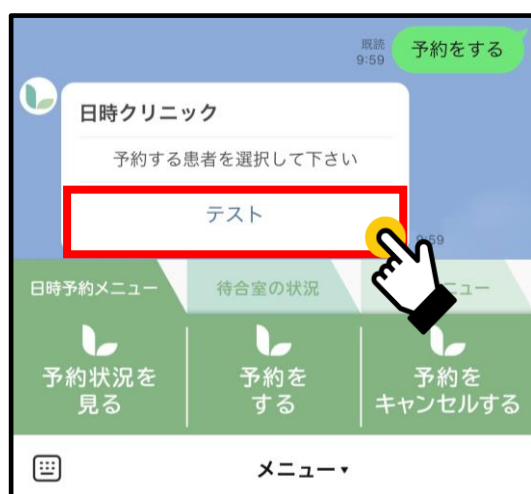 既読
9:59
予約をする
日時クリニック
予約する患者を選択して下さい
テスト
9:59
日時予約メニュー
待合室の状況
ニュー
予約状況を
見る
予約を
する
予約を
キャンセルする
メニュー▼